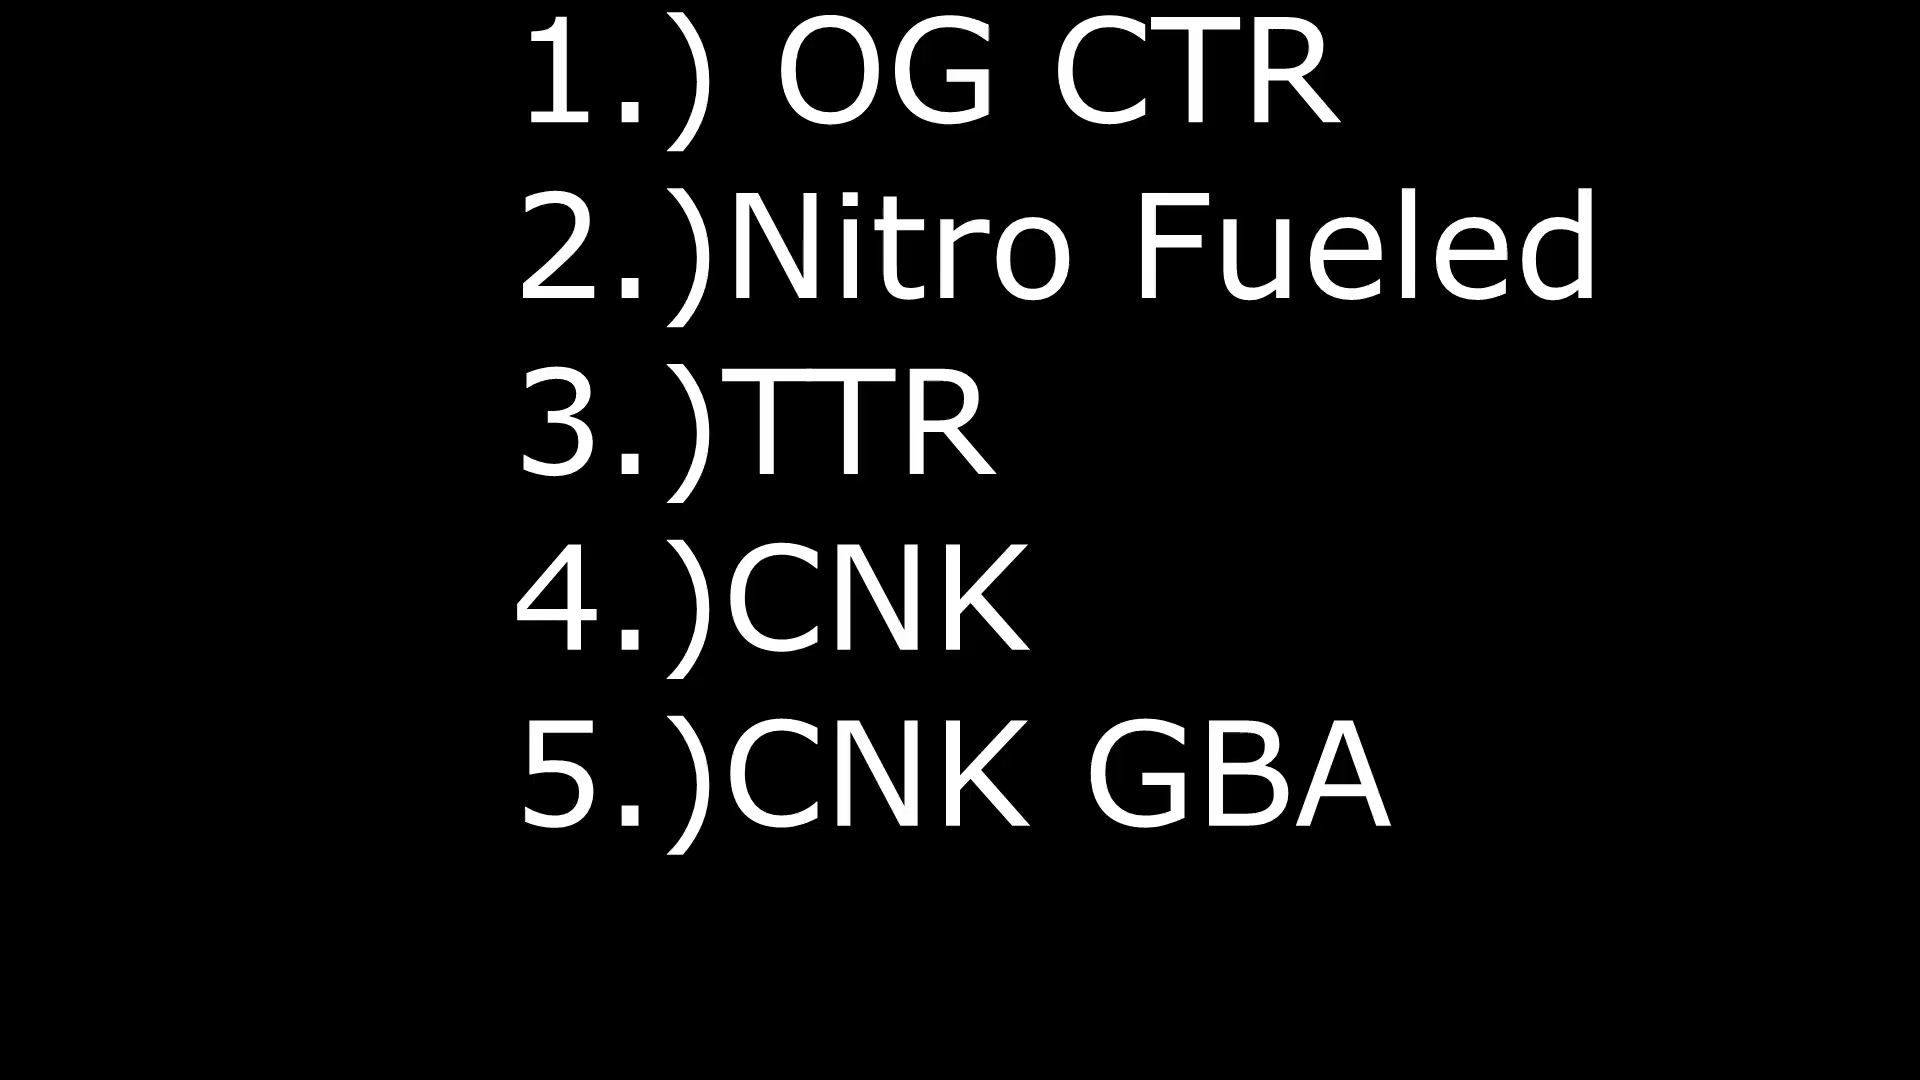 1.) OG CTR
2.)Nitro Fueled
3.)TTR
4.)CNK
5.)CNK GBA